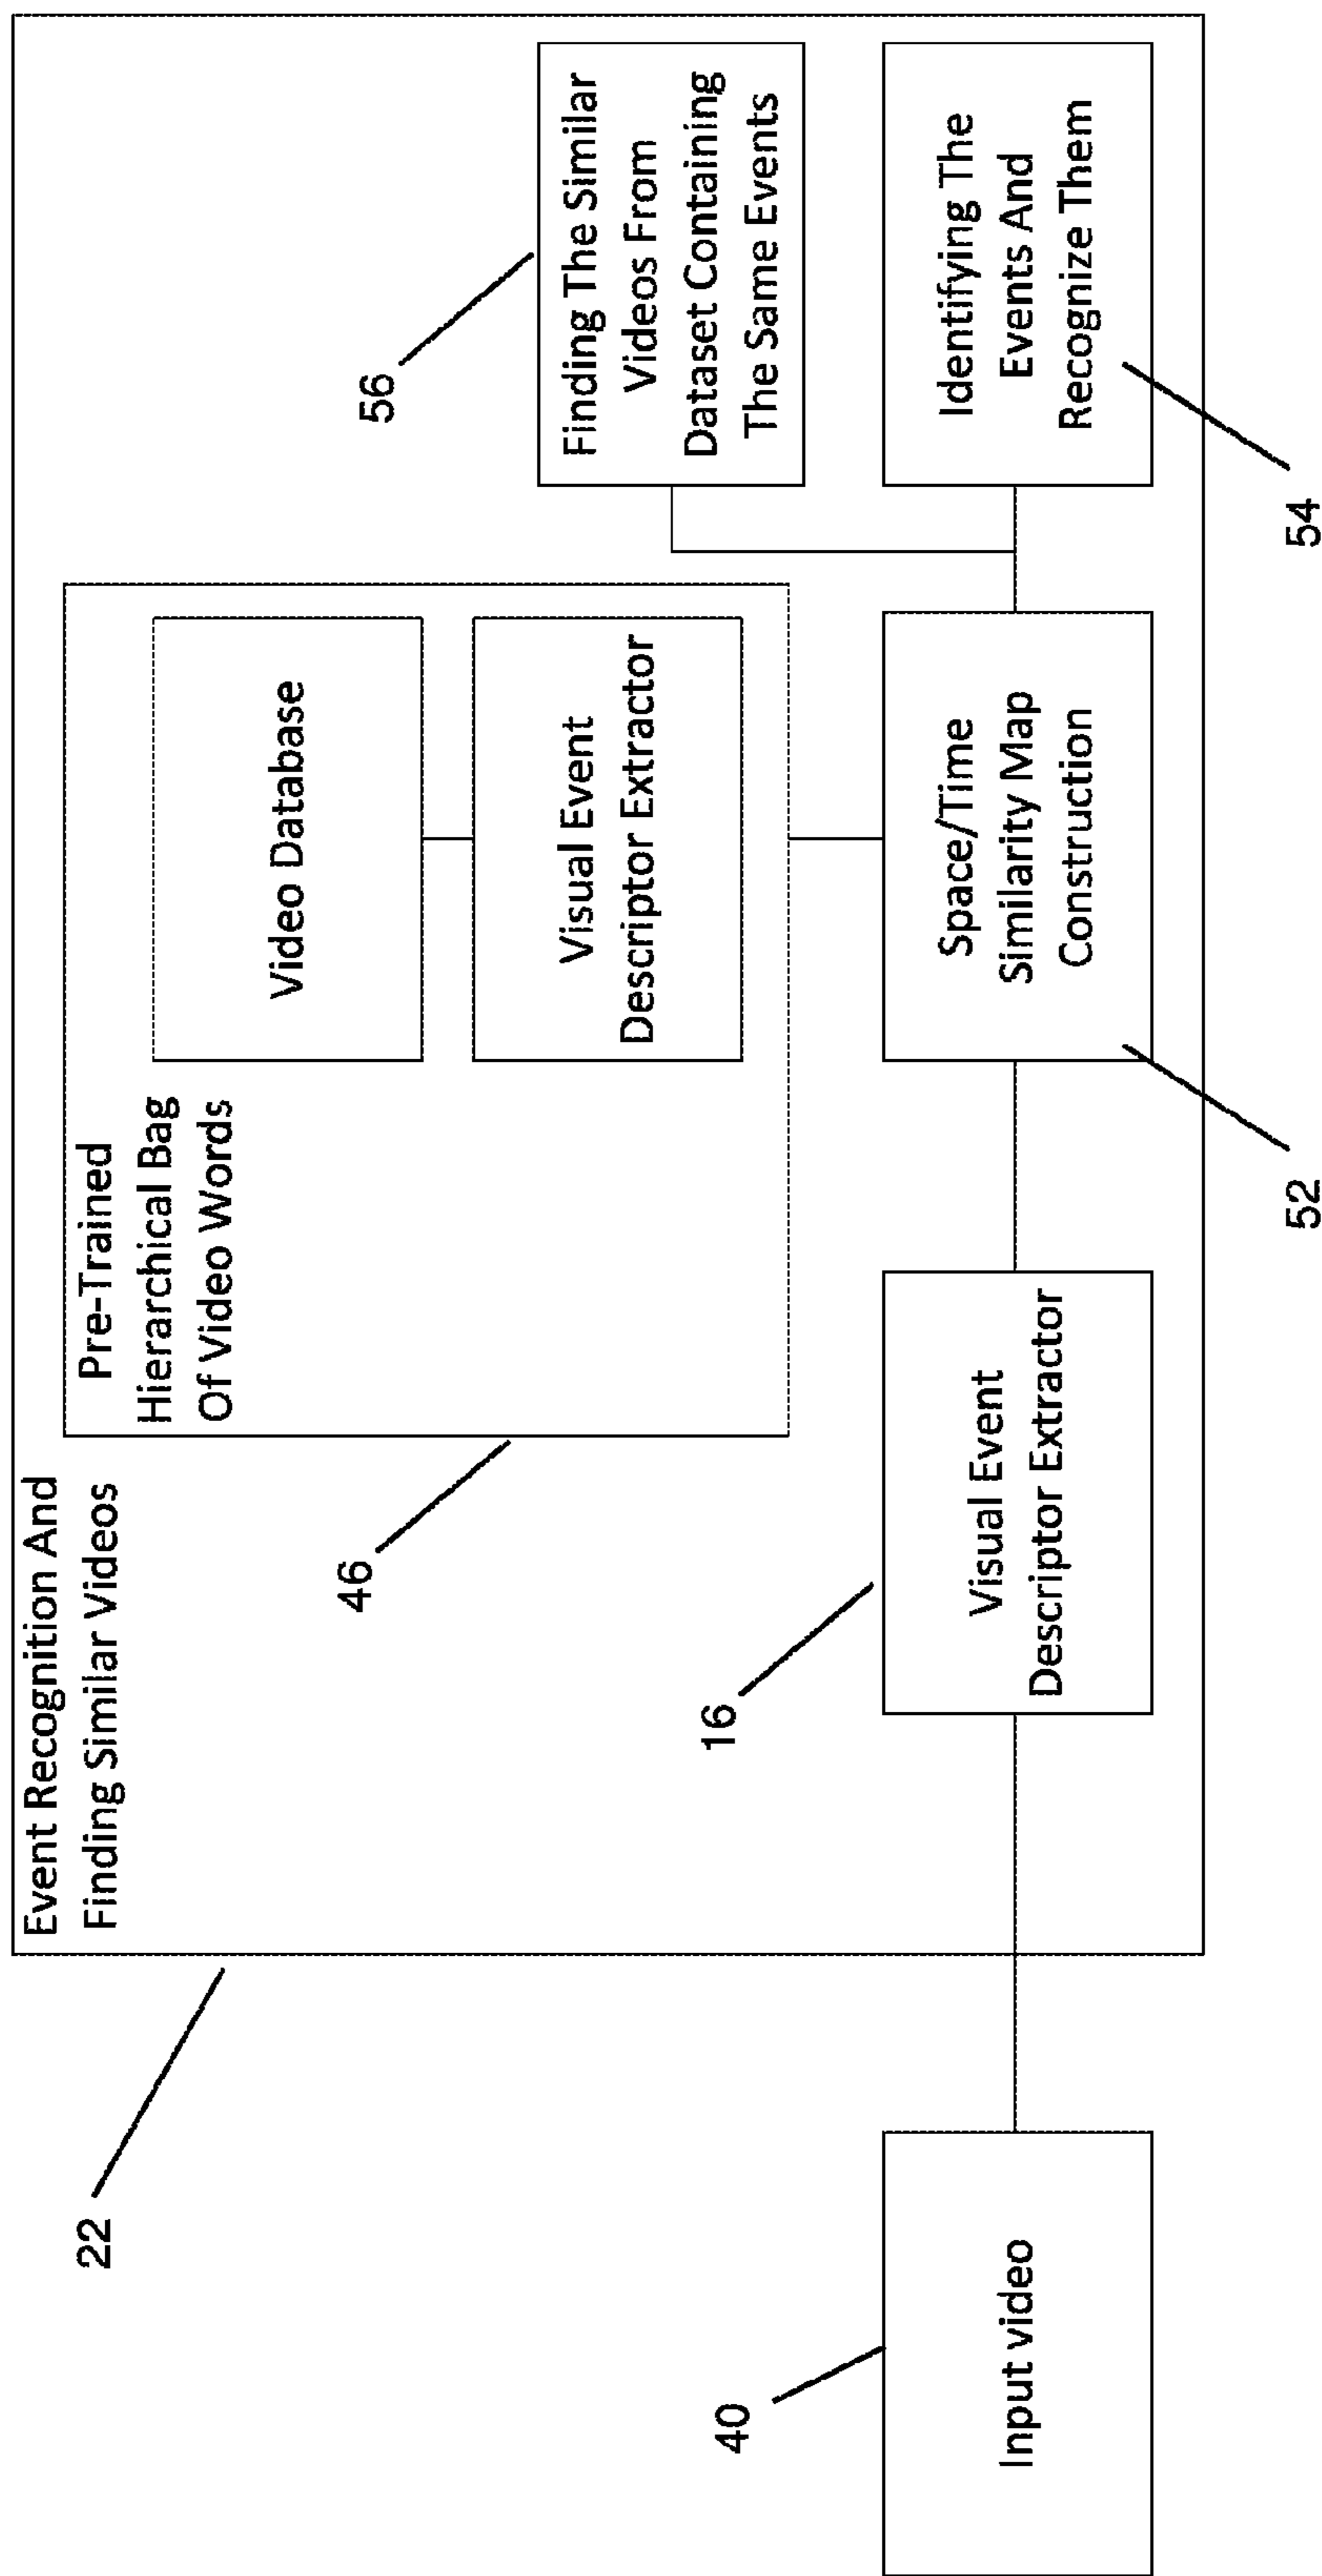 Event Recognition And
Finding Similar Videos
22
Pre-Trained
Hierarchical Bag
Of Video Words
46
Video Database
Visual Event
Descriptor Extractor
56
Finding The Similar
Videos From
Dataset Containing
The Same Events
40
Input video
16
Visual Event
Descriptor Extractor
Space/Time
Similarity Map
Construction
52
Identifying The
Events And
Recognize Them
54